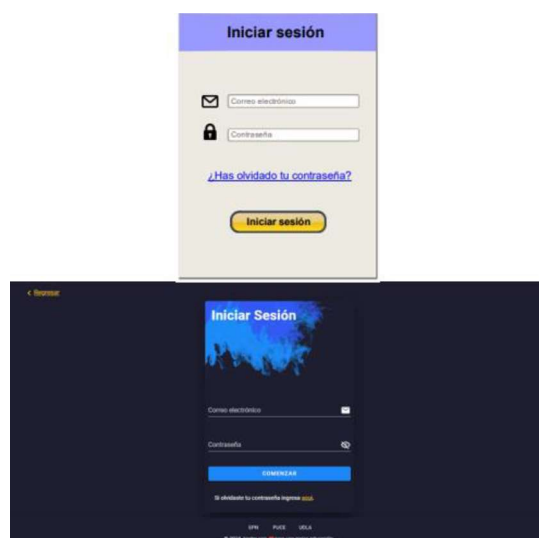 Iniciar sesión
Correo electrónico
Contraseña
¿Has olvidado tu contraseña?
Iniciar sesión
< Regresar
Iniciar Sesión
Correo electrónico
Contraseña
COMENZAR
Si olvidaste tu contraseña ingresa aquí.
EPN PUCE UDLA